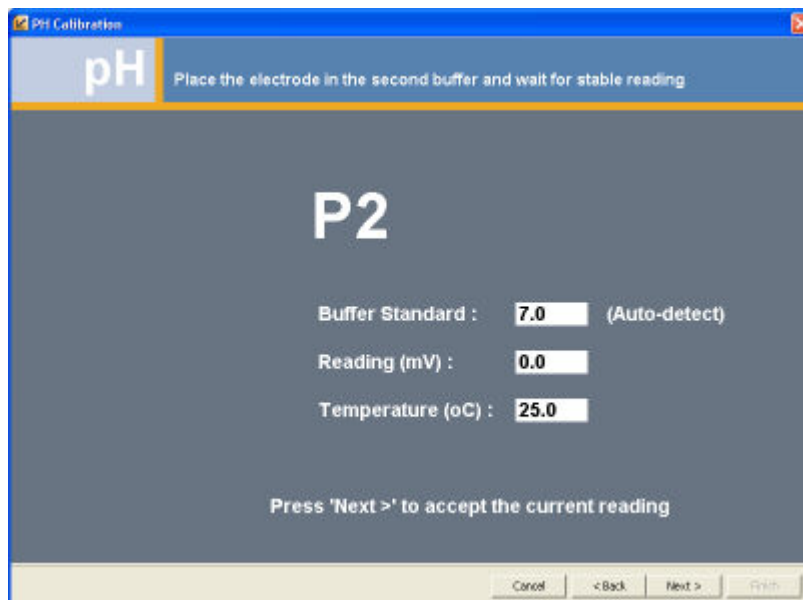 PH Calibration
pH
Place the electrode in the second buffer and wait for stable reading
P2
Buffer Standard : 7.0 (Auto-detect)
Reading (mV) : 0.0
Temperature (oC) : 25.0
Press 'Next >' to accept the current reading
Cancel < Back Next > Finish